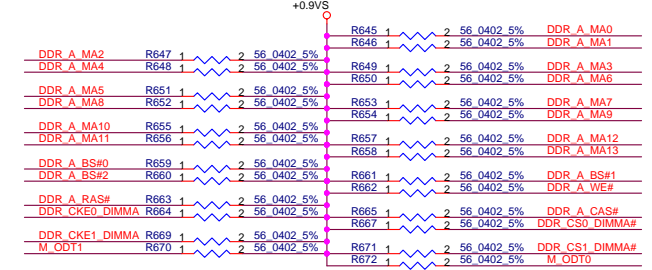 +0.9VS
R645 1 2 56_0402_5% DDR_A_MA0
R646 1 2 56_0402_5% DDR_A_MA1
DDR_A_MA2 R647 1 2 56_0402_5%
DDR_A_MA4 R648 1 2 56_0402_5%
R649 1 2 56_0402_5% DDR_A_MA3
R650 1 2 56_0402_5% DDR_A_MA6
DDR_A_MA5 R651 1 2 56_0402_5%
DDR_A_MA8 R652 1 2 56_0402_5%
R653 1 2 56_0402_5% DDR_A_MA7
R654 1 2 56_0402_5% DDR_A_MA9
DDR_A_MA10 R655 1 2 56_0402_5%
DDR_A_MA11 R656 1 2 56_0402_5%
R657 1 2 56_0402_5% DDR_A_MA12
R658 1 2 56_0402_5% DDR_A_MA13
DDR_A_BS#0 R659 1 2 56_0402_5%
DDR_A_BS#2 R660 1 2 56_0402_5%
R661 1 2 56_0402_5% DDR_A_BS#1
R662 1 2 56_0402_5% DDR_A_WE#
DDR_A_RAS# R663 1 2 56_0402_5%
DDR_CKE0_DIMMA R664 1 2 56_0402_5%
R665 1 2 56_0402_5% DDR_A_CAS#
R667 1 2 56_0402_5% DDR_CS0_DIMMA#
DDR_CKE1_DIMMA R669 1 2 56_0402_5%
M_ODT1 R670 1 2 56_0402_5%
R671 1 2 56_0402_5% DDR_CS1_DIMMA#
R672 1 2 56_0402_5% M_ODT0